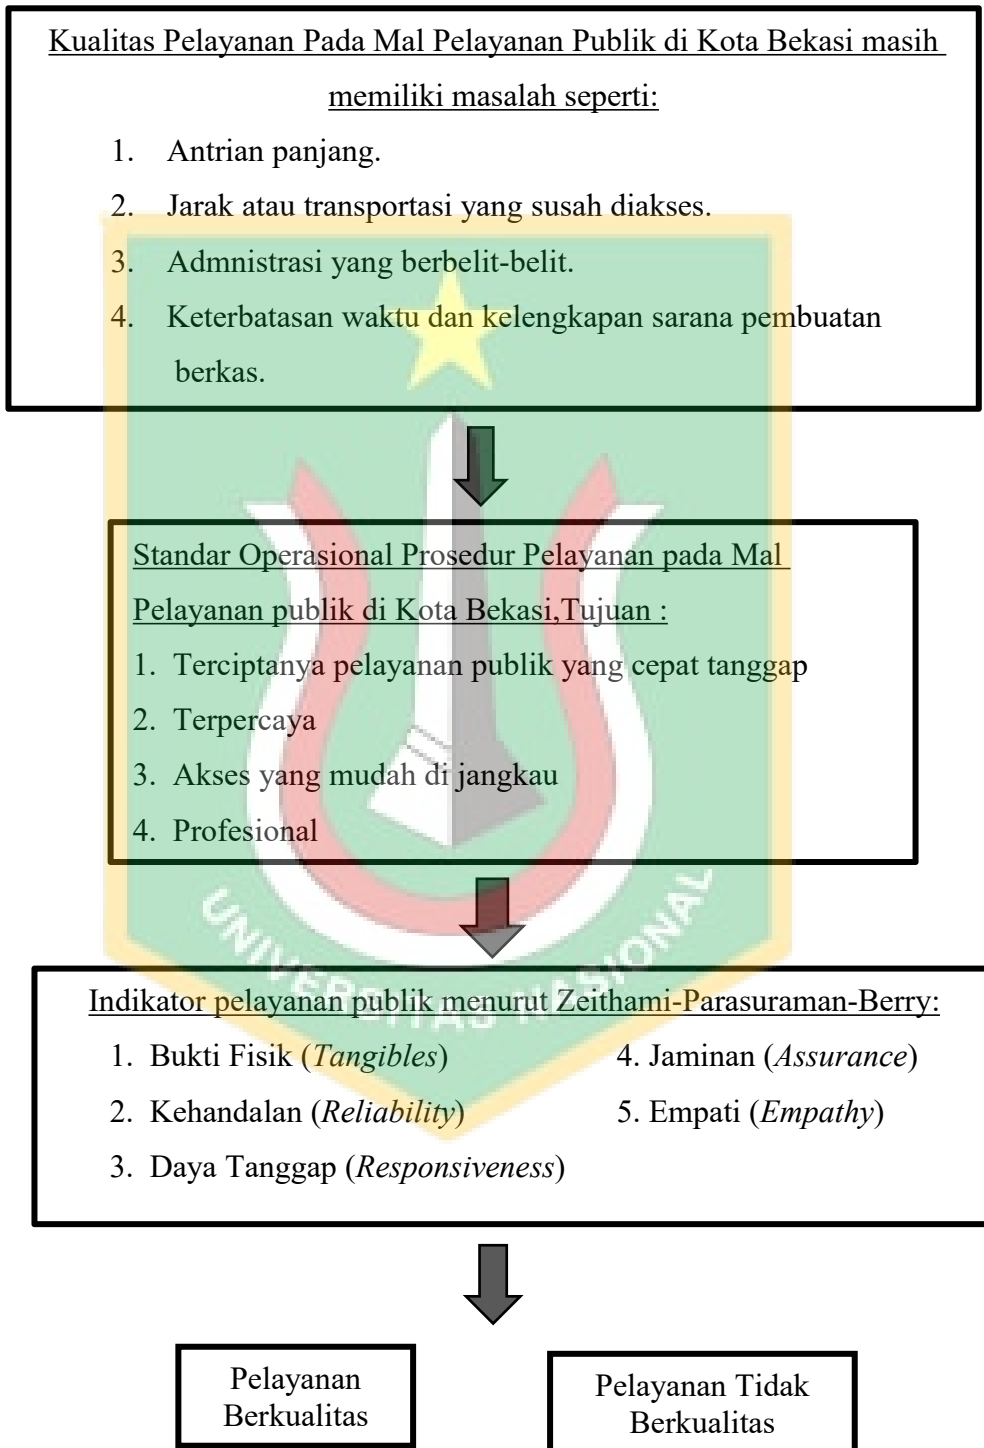 Kualitas Pelayanan Pada Mal Pelayanan Publik di Kota Bekasi masih
memiliki masalah seperti:
1. Antrian panjang.
2. Jarak atau transportasi yang susah diakses.
3. Admnistrasi yang berbelit-belit.
4. Keterbatasan waktu dan kelengkapan sarana pembuatan
berkas.
Standar Operasional Prosedur Pelayanan pada Mal
Pelayanan publik di Kota Bekasi,Tujuan :
1. Terciptanya pelayanan publik yang cepat tanggap
2. Terpercaya
3. Akses yang mudah di jangkau
4. Profesional
UNIVERSITAS NASIONAL
Indikator pelayanan publik menurut Zeithami-Parasuraman-Berry:
1. Bukti Fisik (Tangibles)
2. Kehandalan (Reliability)
3. Daya Tanggap (Responsiveness)
4. Jaminan (Assurance)
5. Empati (Empathy)
Pelayanan
Berkualitas
Pelayanan Tidak
Berkualitas